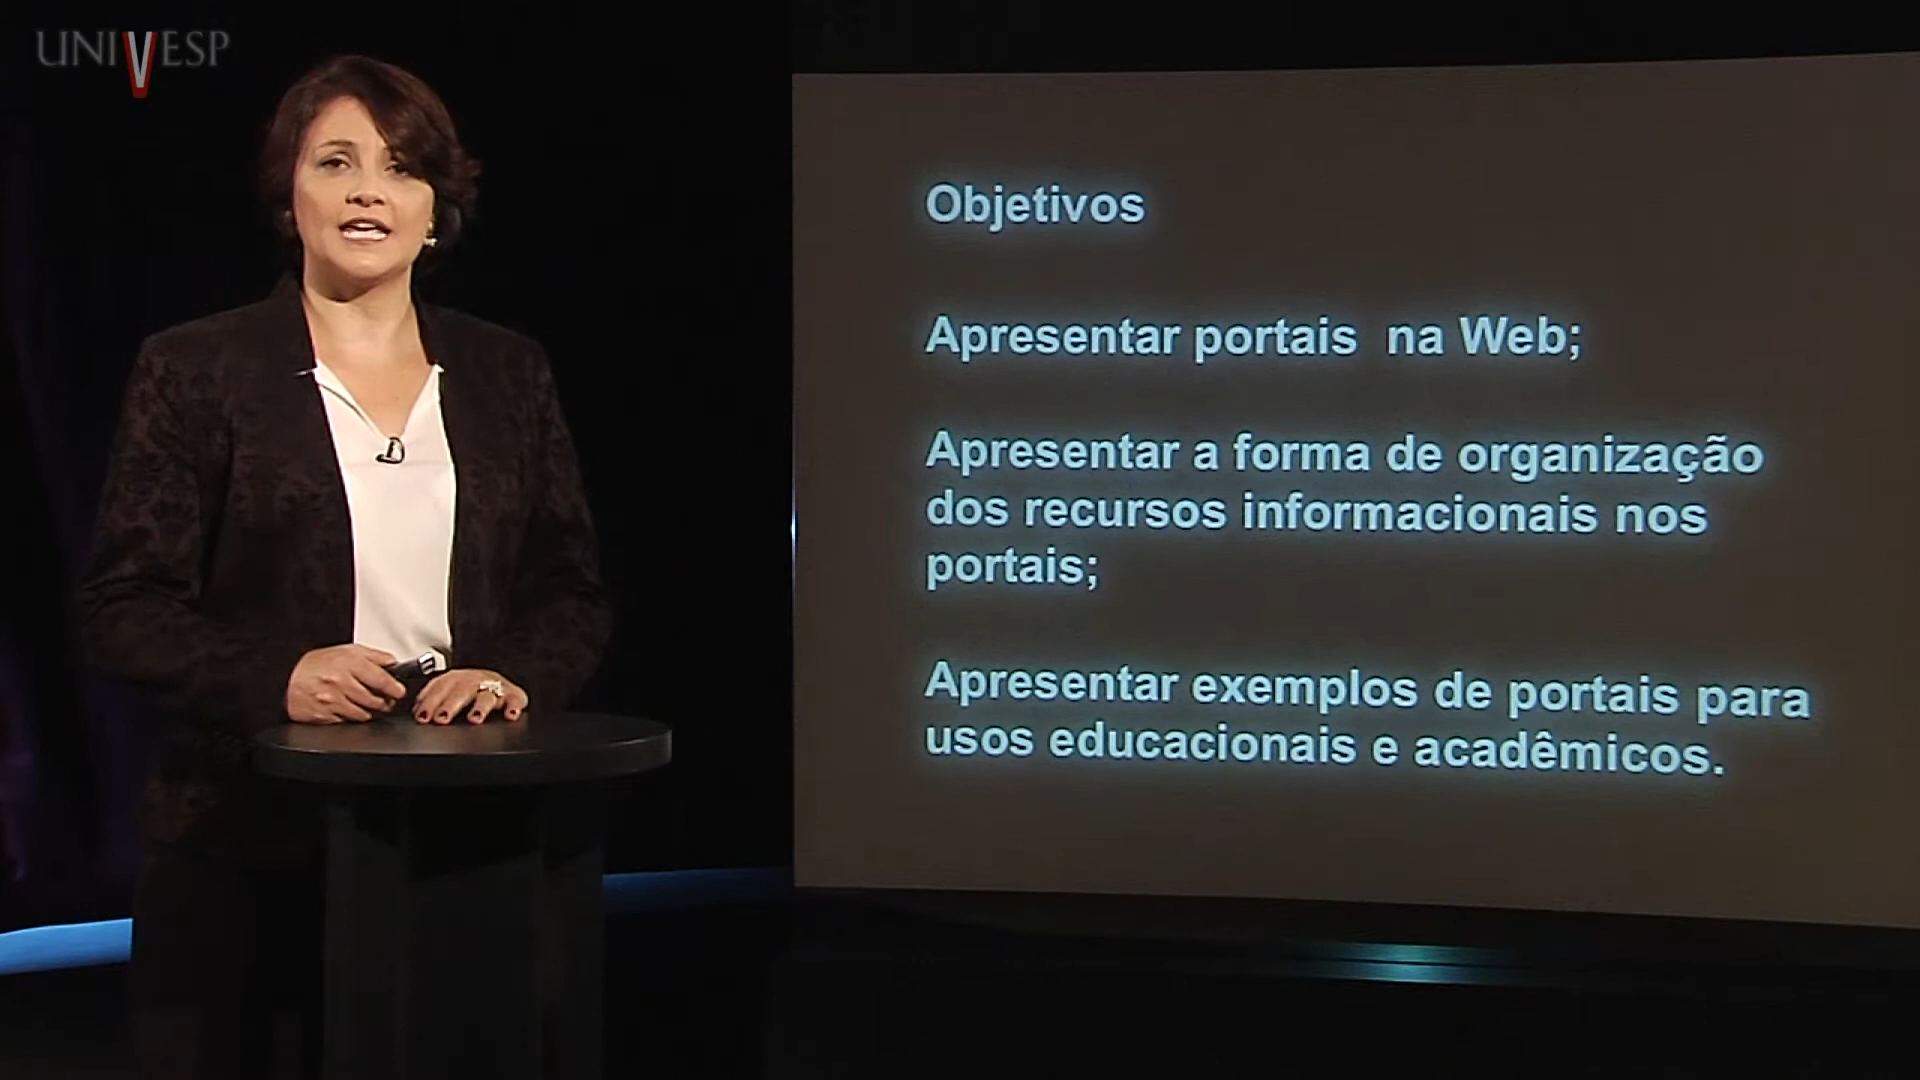 UNIVESP
Objetivos
Apresentar portais na Web;
Apresentar a forma de organização
dos recursos informacionais nos
portais;
Apresentar exemplos de portais para
usos educacionais e acadêmicos.